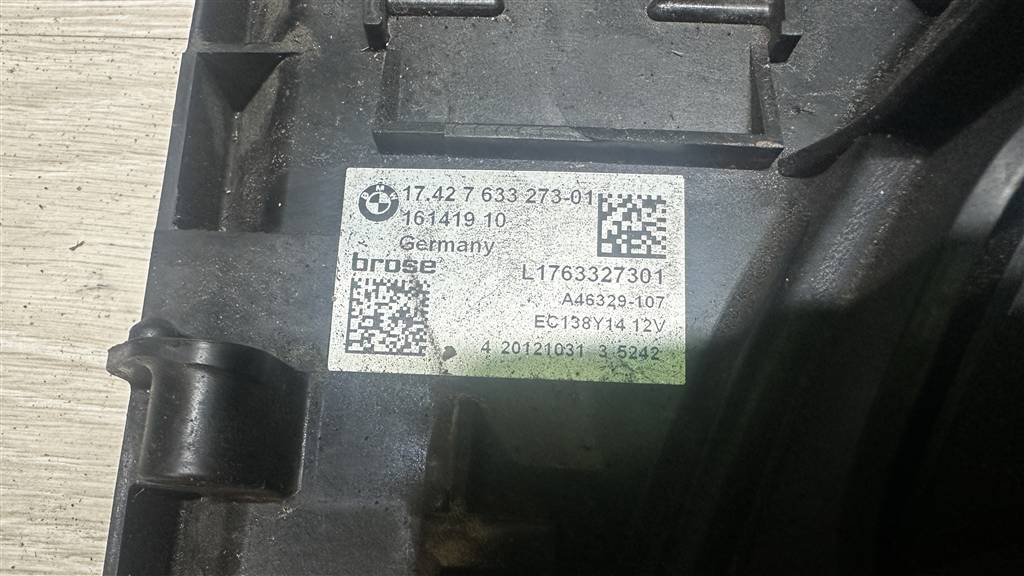 17.42 7 633 273-01
161419 10
Germany
brose
L1763327301
A46329-107
EC138Y14 12V
4 20121031 3 5242